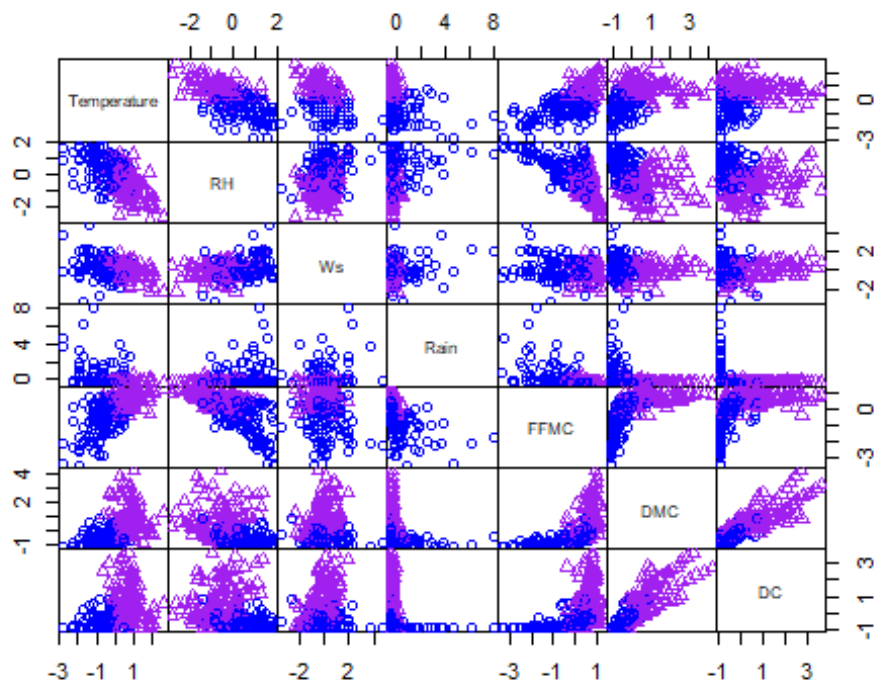 -2 0 2 0 4 8 -1 1 3
Temperature 0 -3
2 0 -2 RH
Ws 2 -2
8 4 0 Rain
FFMC 0 -3
4 2 -1 DMC
DC 3 1 -1
-3 -1 1 -2 2 -3 -1 1 -1 1 3